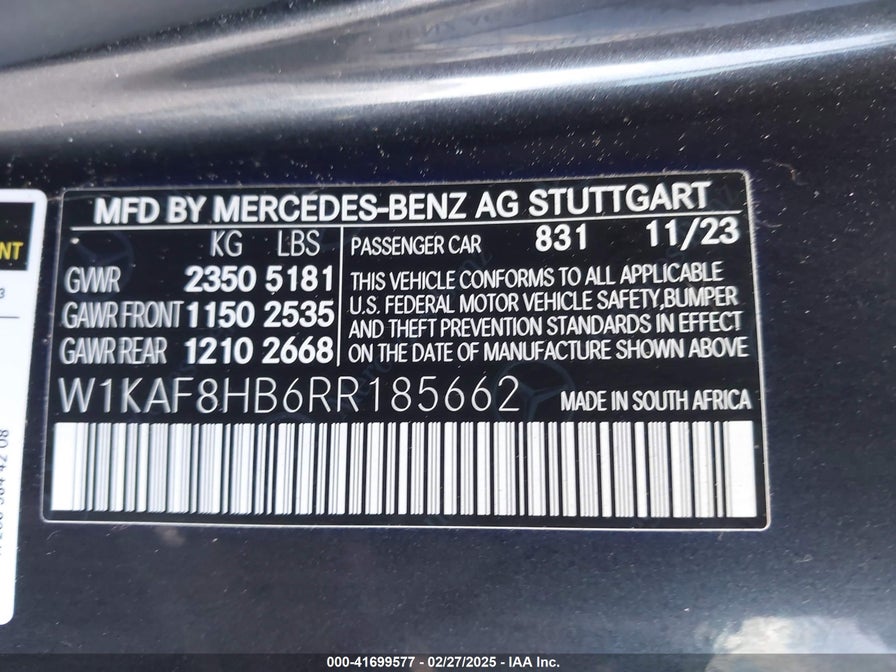 MFD BY MERCEDES-BENZ AG STUTTGART
KG LBS
GVWR 2350 5181
GAWR FRONT 1150 2535
GAWR REAR 1210 2668
PASSENGER CAR 831 11/23
THIS VEHICLE CONFORMS TO ALL APPLICABLE
U.S. FEDERAL MOTOR VEHICLE SAFETY, BUMPER
AND THEFT PREVENTION STANDARDS IN EFFECT
ON THE DATE OF MANUFACTURE SHOWN ABOVE
W1KAF8HB6RR185662 MADE IN SOUTH AFRICA
000-41699577 - 02/27/2025 - IAA Inc.